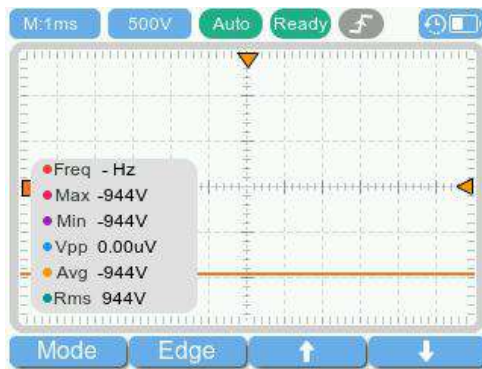 M:1ms 500V Auto Ready
Freq - Hz
Max -944V
Min -944V
Vpp 0.00uV
Avg -944V
Rms 944V
Mode Edge